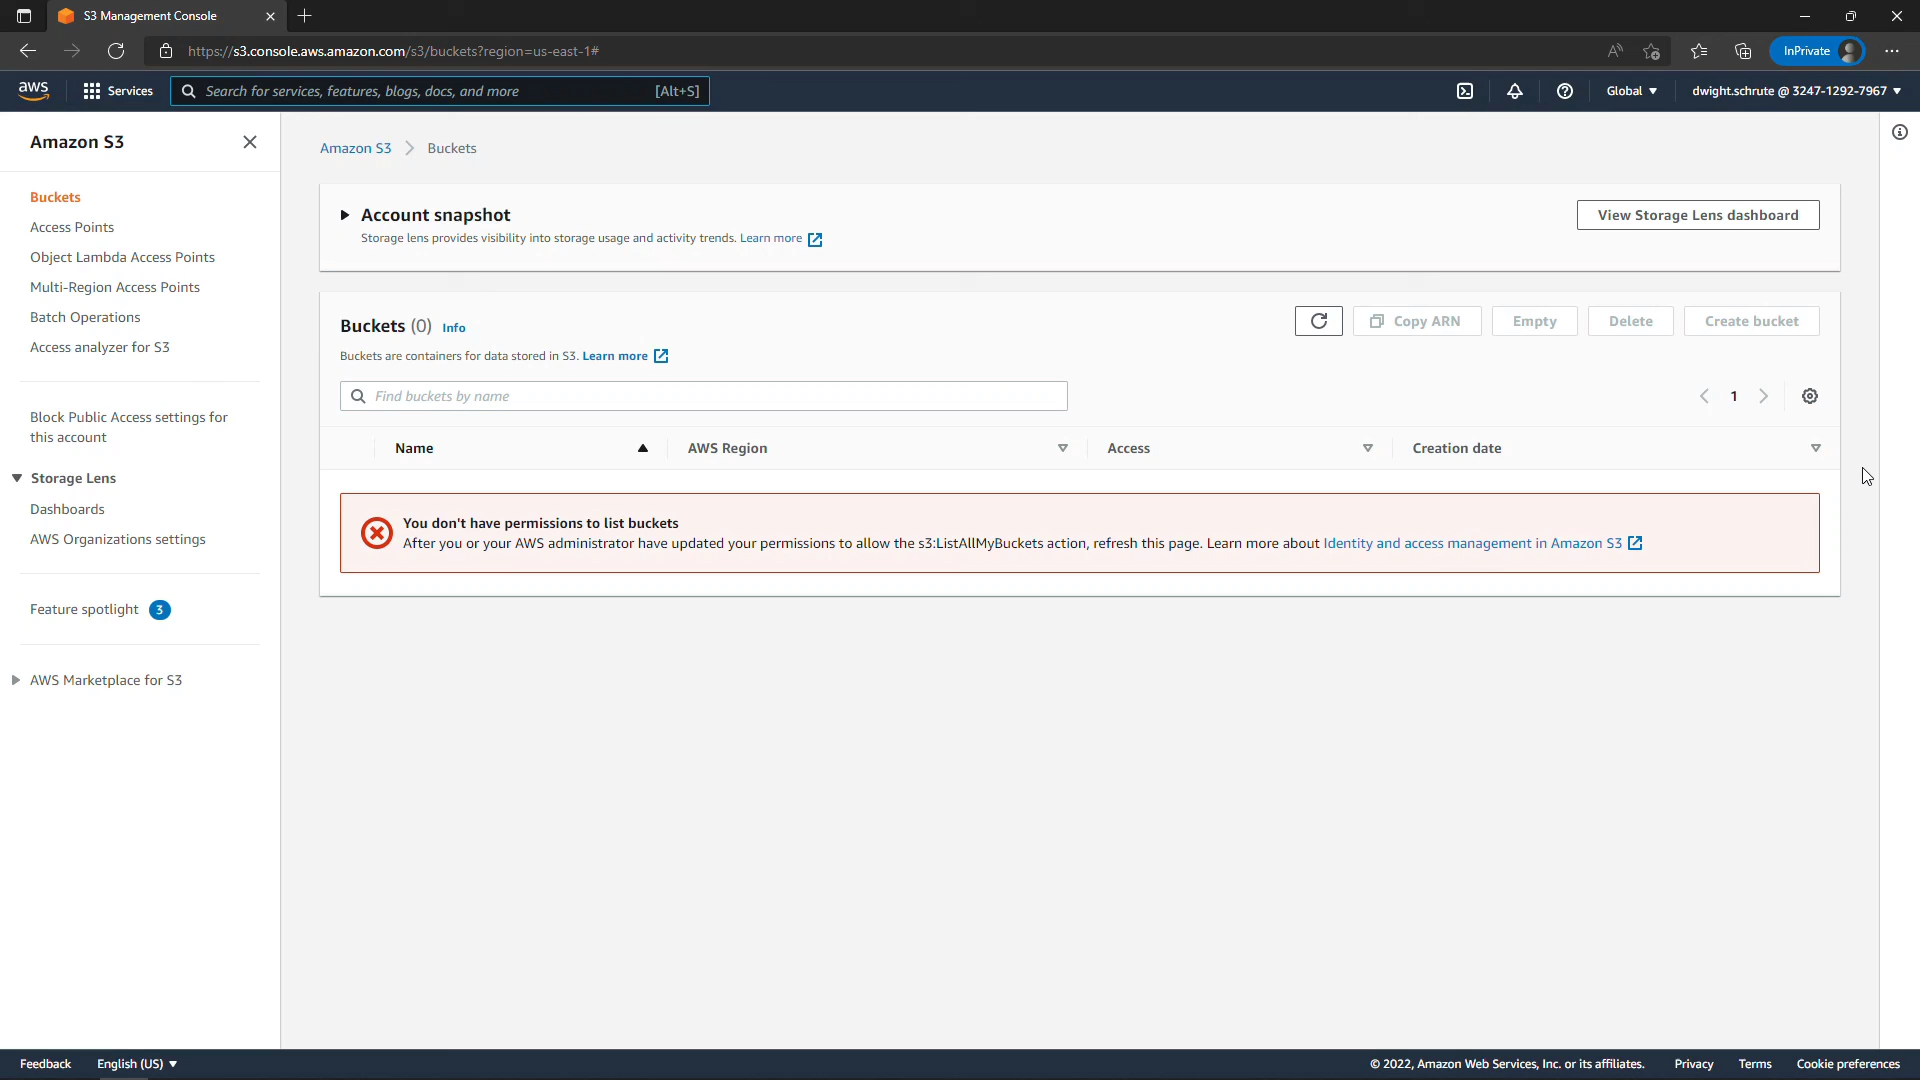 S3 Management Console
https://s3.console.aws.amazon.com/s3/buckets?region=us-east-1#
InPrivate
aws
Services
Search for services, features, blogs, docs, and more
[Alt+S]
Global
dwight.schrute @ 3247-1292-7967
Amazon S3
Buckets
Access Points
Object Lambda Access Points
Multi-Region Access Points
Batch Operations
Access analyzer for S3
Block Public Access settings for
this account
Storage Lens
Dashboards
AWS Organizations settings
Feature spotlight 3
AWS Marketplace for S3
Amazon S3 > Buckets
Account snapshot
Storage lens provides visibility into storage usage and activity trends. Learn more
View Storage Lens dashboard
Buckets (0) Info
Buckets are containers for data stored in S3. Learn more
Copy ARN
Empty
Delete
Create bucket
Find buckets by name
1
Name
AWS Region
Access
Creation date
You don't have permissions to list buckets
After you or your AWS administrator have updated your permissions to allow the s3:ListAllMyBuckets action, refresh this page. Learn more about Identity and access management in Amazon S3
Feedback
English (US)
© 2022, Amazon Web Services, Inc. or its affiliates.
Privacy
Terms
Cookie preferences